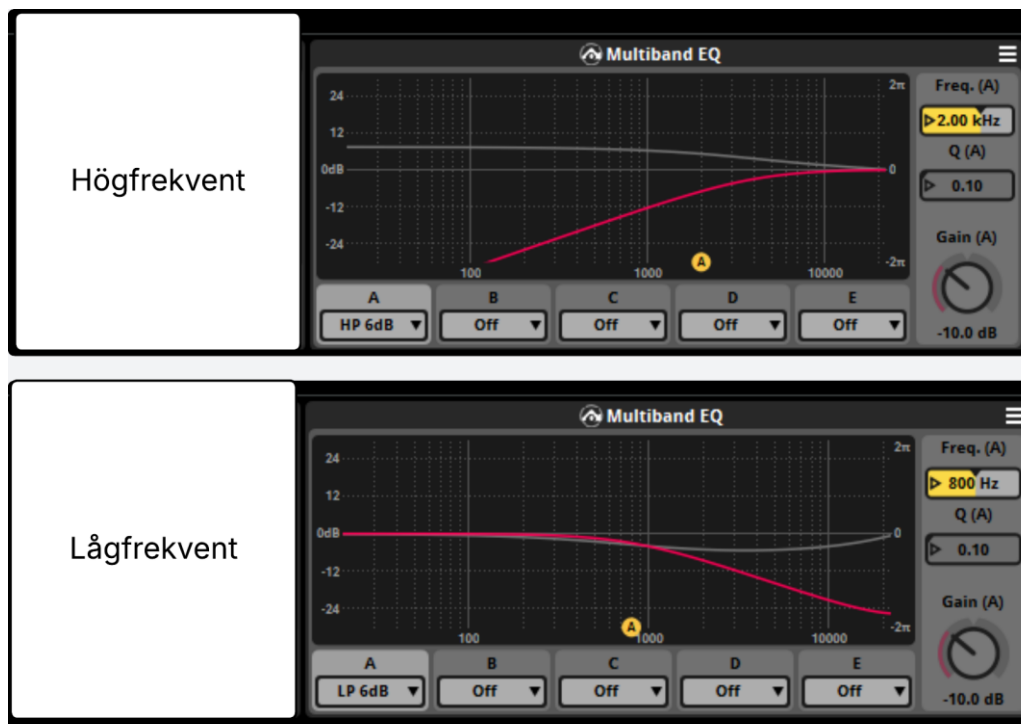 Högfrekvent
Multiband EQ
24
12
0dB
-12
-24
100
1000
10000
2π
0
-2π
A
Freq. (A)
2.00 kHz
Q (A)
0.10
Gain (A)
-10.0 dB
A
B
C
D
E
HP 6dB
Off
Off
Off
Off
Lågfrekvent
Multiband EQ
24
12
0dB
-12
-24
100
1000
10000
2π
0
-2π
A
Freq. (A)
800 Hz
Q (A)
0.10
Gain (A)
-10.0 dB
A
B
C
D
E
LP 6dB
Off
Off
Off
Off